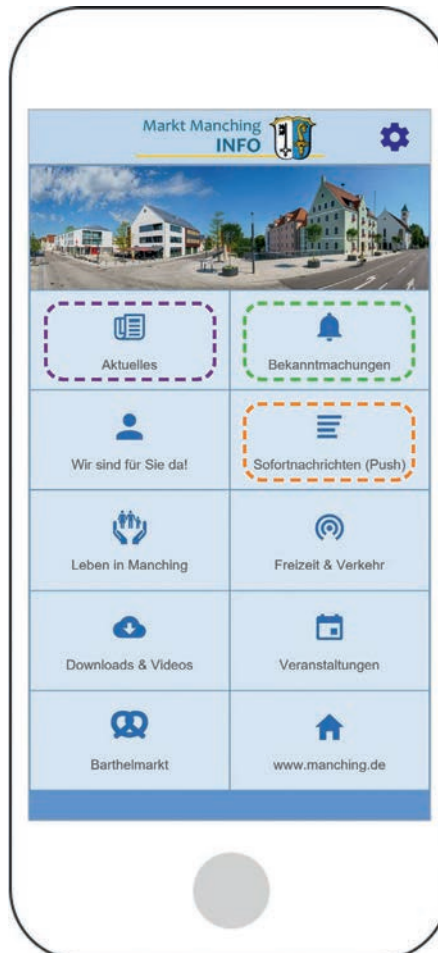 Markt Manching
INFO
Aktuelles
Bekanntmachungen
Wir sind für Sie da!
Sofortnachrichten (Push)
Leben in Manching
Freizeit & Verkehr
Downloads & Videos
Veranstaltungen
Barthelmarkt
www.manching.de